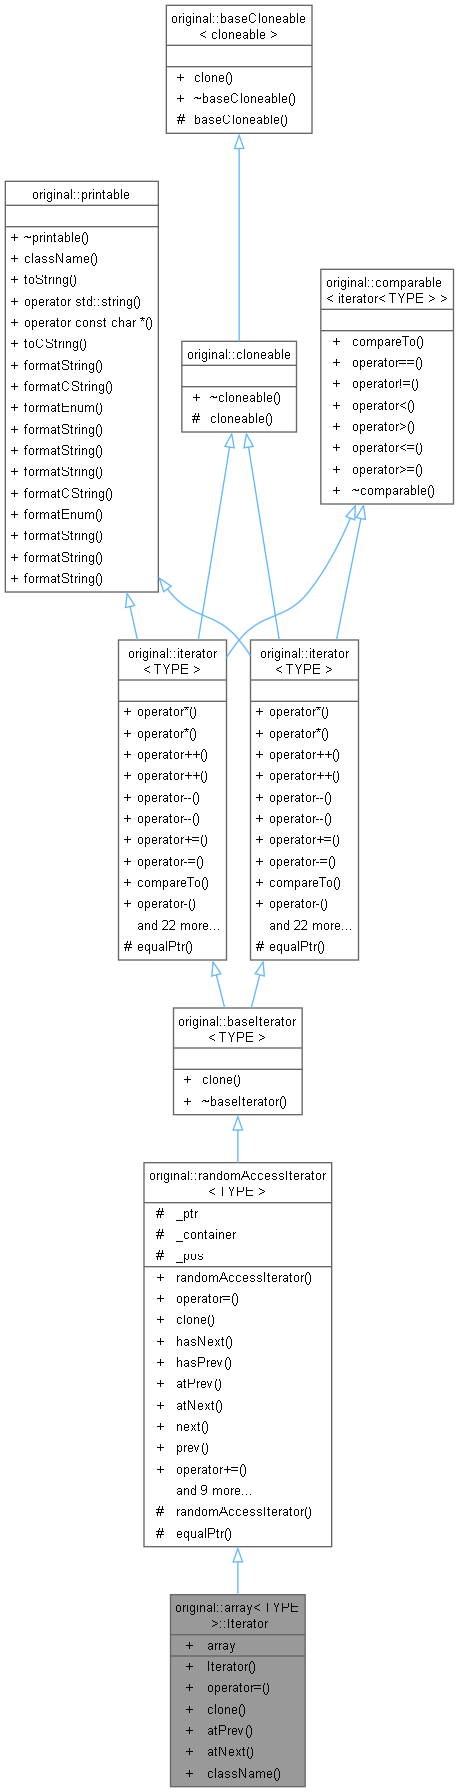 original::baseCloneable
< cloneable >
+ clone()
+ ~baseCloneable()
# baseCloneable()
original::printable
+ ~printable()
+ className()
+ toString()
+ operator std::string()
+ operator const char *()
+ toCString()
+ formatString()
+ formatCString()
+ formatEnum()
+ formatString()
+ formatString()
+ formatString()
+ formatCString()
+ formatEnum()
+ formatString()
+ formatString()
+ formatString()
original::cloneable
+ ~cloneable()
# cloneable()
original::comparable
< iterator< TYPE > >
+ compareTo()
+ operator==()
+ operator!=()
+ operator<()
+ operator>()
+ operator<=()
+ operator>=()
+ ~comparable()
original::iterator
< TYPE >
+ operator*()
+ operator*()
+ operator++()
+ operator++()
+ operator--()
+ operator--()
+ operator+=()
+ operator-=()
+ compareTo()
+ operator-()
and 22 more...
# equalPtr()
original::iterator
< TYPE >
+ operator*()
+ operator*()
+ operator++()
+ operator++()
+ operator--()
+ operator--()
+ operator+=()
+ operator-=()
+ compareTo()
+ operator-()
and 22 more...
# equalPtr()
original::baseIterator
< TYPE >
+ clone()
+ ~baseIterator()
original::randomAccessIterator
< TYPE >
# _ptr
# _container
# _pos
+ randomAccessIterator()
+ operator=()
+ clone()
+ hasNext()
+ hasPrev()
+ atPrev()
+ atNext()
+ next()
+ prev()
+ operator+=()
and 9 more...
# randomAccessIterator()
# equalPtr()
original::array< TYPE
>::Iterator
+ array
+ Iterator()
+ operator=()
+ clone()
+ atPrev()
+ atNext()
+ className()